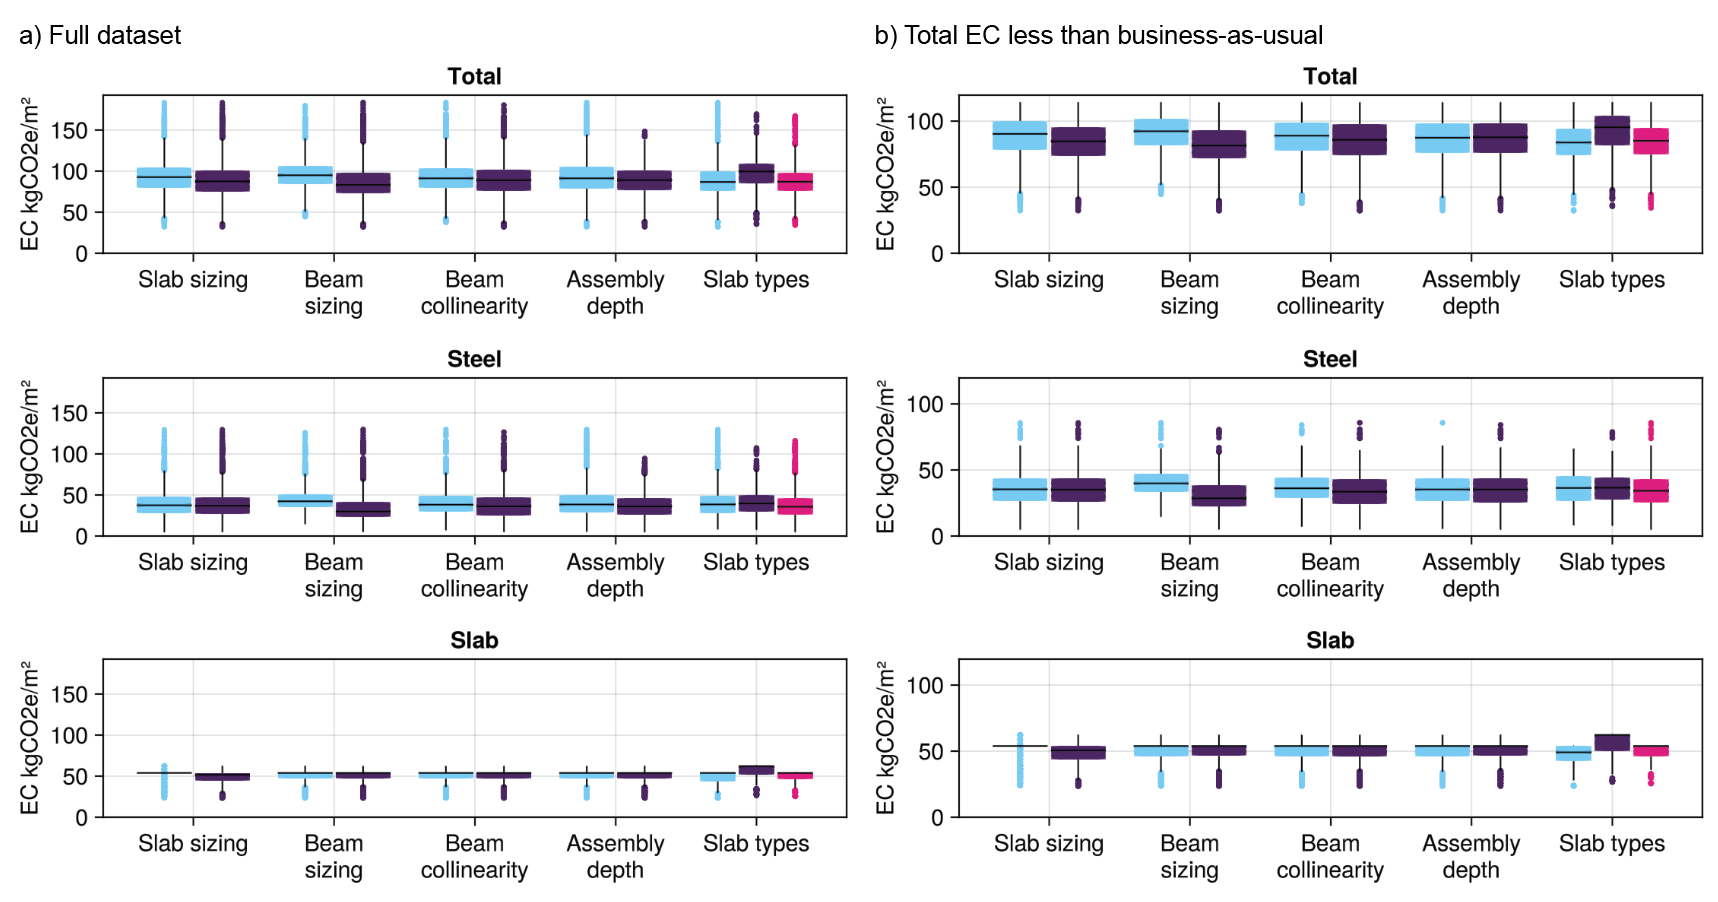 a) Full dataset
Total
EC kgCO2e/m²
150
100
50
0
Slab sizing
Beam
sizing
Beam
collinearity
Assembly
depth
Slab types
Steel
EC kgCO2e/m²
150
100
50
0
Slab sizing
Beam
sizing
Beam
collinearity
Assembly
depth
Slab types
Slab
EC kgCO2e/m²
150
100
50
0
Slab sizing
Beam
sizing
Beam
collinearity
Assembly
depth
Slab types
b) Total EC less than business-as-usual
Total
EC kgCO2e/m²
100
50
0
Slab sizing
Beam
sizing
Beam
collinearity
Assembly
depth
Slab types
Steel
EC kgCO2e/m²
100
50
0
Slab sizing
Beam
sizing
Beam
collinearity
Assembly
depth
Slab types
Slab
EC kgCO2e/m²
100
50
0
Slab sizing
Beam
sizing
Beam
collinearity
Assembly
depth
Slab types